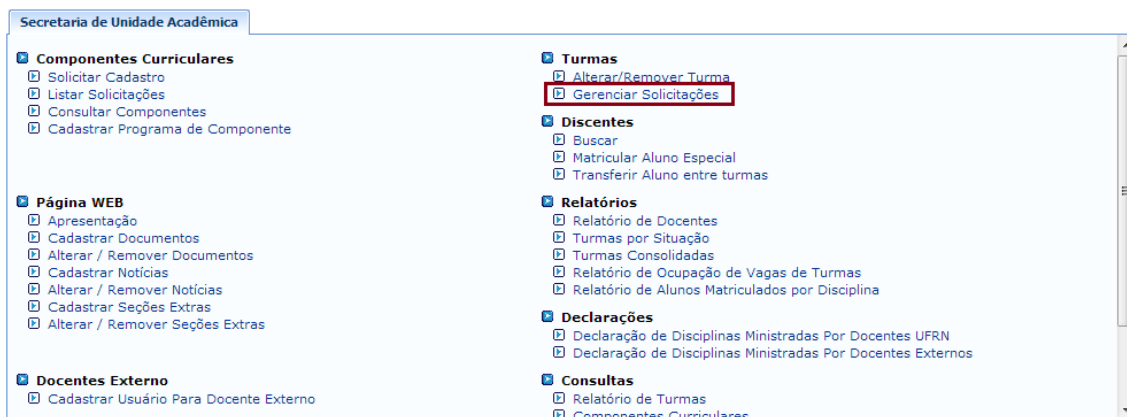 Secretaria de Unidade Acadêmica
Componentes Curriculares
Solicitar Cadastro
Listar Solicitações
Consultar Componentes
Cadastrar Programa de Componente
Turmas
Alterar/Remover Turma
Gerenciar Solicitações
Discentes
Buscar
Matricular Aluno Especial
Transferir Aluno entre turmas
Página WEB
Apresentação
Cadastrar Documentos
Alterar / Remover Documentos
Cadastrar Notícias
Alterar / Remover Notícias
Cadastrar Seções Extras
Alterar / Remover Seções Extras
Relatórios
Relatório de Docentes
Turmas por Situação
Turmas Consolidadas
Relatório de Ocupação de Vagas de Turmas
Relatório de Alunos Matriculados por Disciplina
Declarações
Declaração de Disciplinas Ministradas Por Docentes UFRN
Declaração de Disciplinas Ministradas Por Docentes Externos
Docentes Externo
Cadastrar Usuário Para Docente Externo
Consultas
Relatório de Turmas
Componentes Curriculares